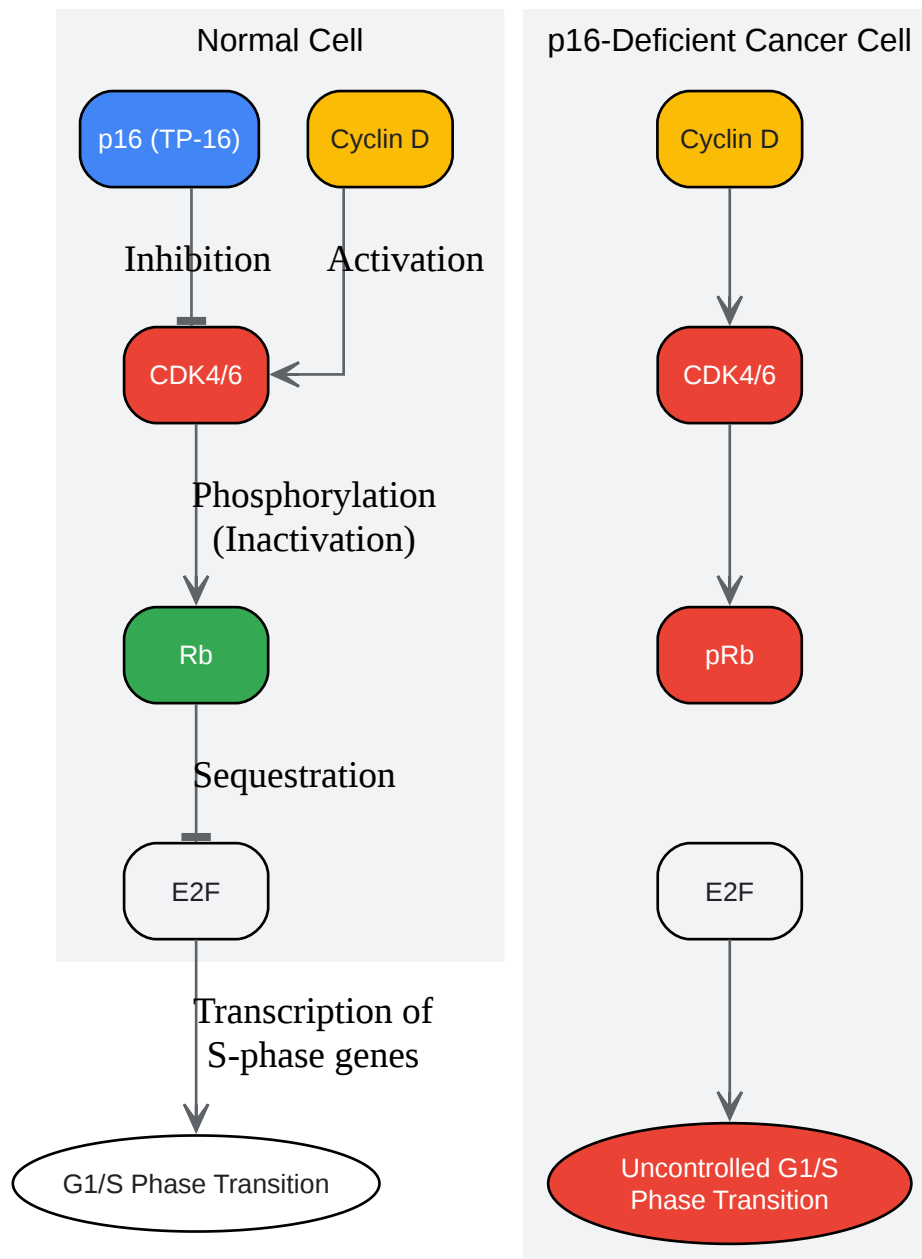 Normal Cell
p16 (TP-16)
Cyclin D
Inhibition
Activation
CDK4/6
Phosphorylation
(Inactivation)
Rb
Sequestration
E2F
Transcription of
S-phase genes
G1/S Phase Transition
p16-Deficient Cancer Cell
Cyclin D
CDK4/6
pRb
E2F
Uncontrolled G1/S
Phase Transition